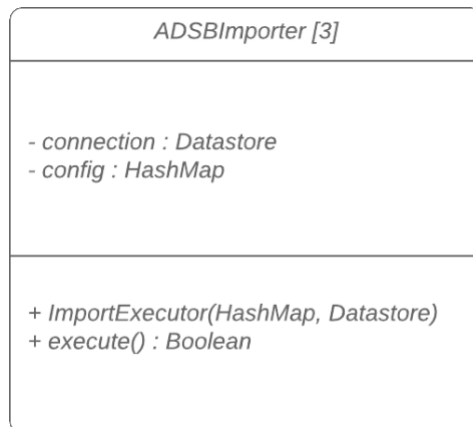 ADSBImporter [3]
- connection : Datastore
- config : HashMap
+ ImportExecutor(HashMap, Datastore)
+ execute() : Boolean